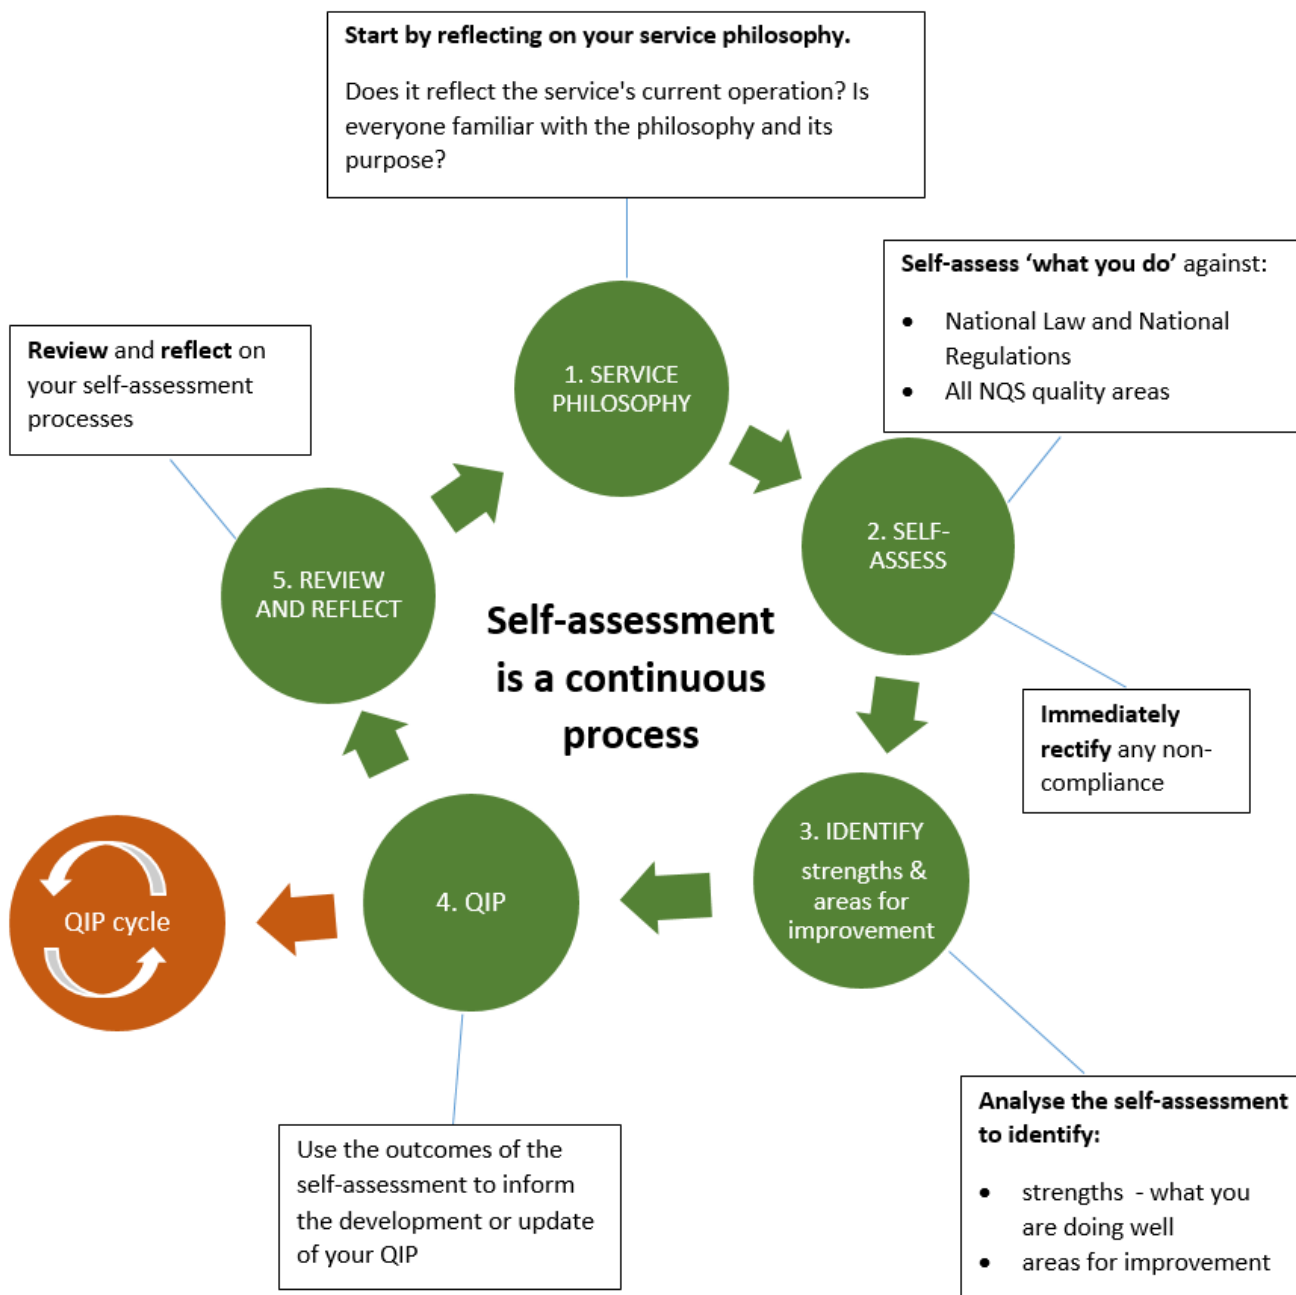 Start by reflecting on your service philosophy.
Does it reflect the service's current operation? Is
everyone familiar with the philosophy and its
purpose?
Self-assess ‘what you do’ against:
• National Law and National
Regulations
• All NQS quality areas
Review and reflect on
your self-assessment
processes
1. SERVICE
PHILOSOPHY
2. SELF-
ASSESS
5. REVIEW
AND REFLECT
Self-assessment
is a continuous
process
Immediately
rectify any non-
compliance
3. IDENTIFY
strengths &
areas for
improvement
4. QIP
QIP cycle
Analyse the self-assessment
to identify:
• strengths - what you
are doing well
• areas for improvement
Use the outcomes of the
self-assessment to inform
the development or update
of your QIP